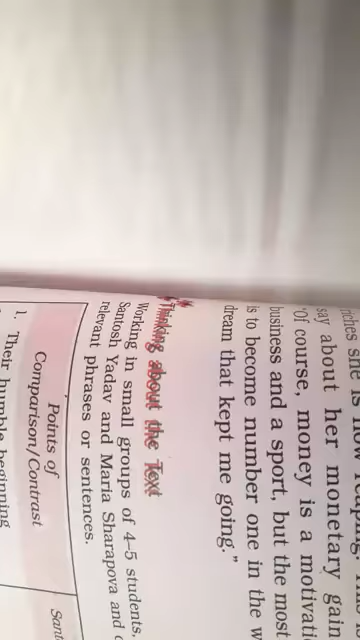 she is now
say about her monetary gain
"Of course, money is a
business and a sport, but the most
is to become number one in the
dream that kept me going."
Thinking about the Text
Working in small groups of 4–5 students,
Santosh Yadav and Maria Sharapova and
relevant phrases or sentences.
Points of
Comparison/Contrast
1. Their humble beginning